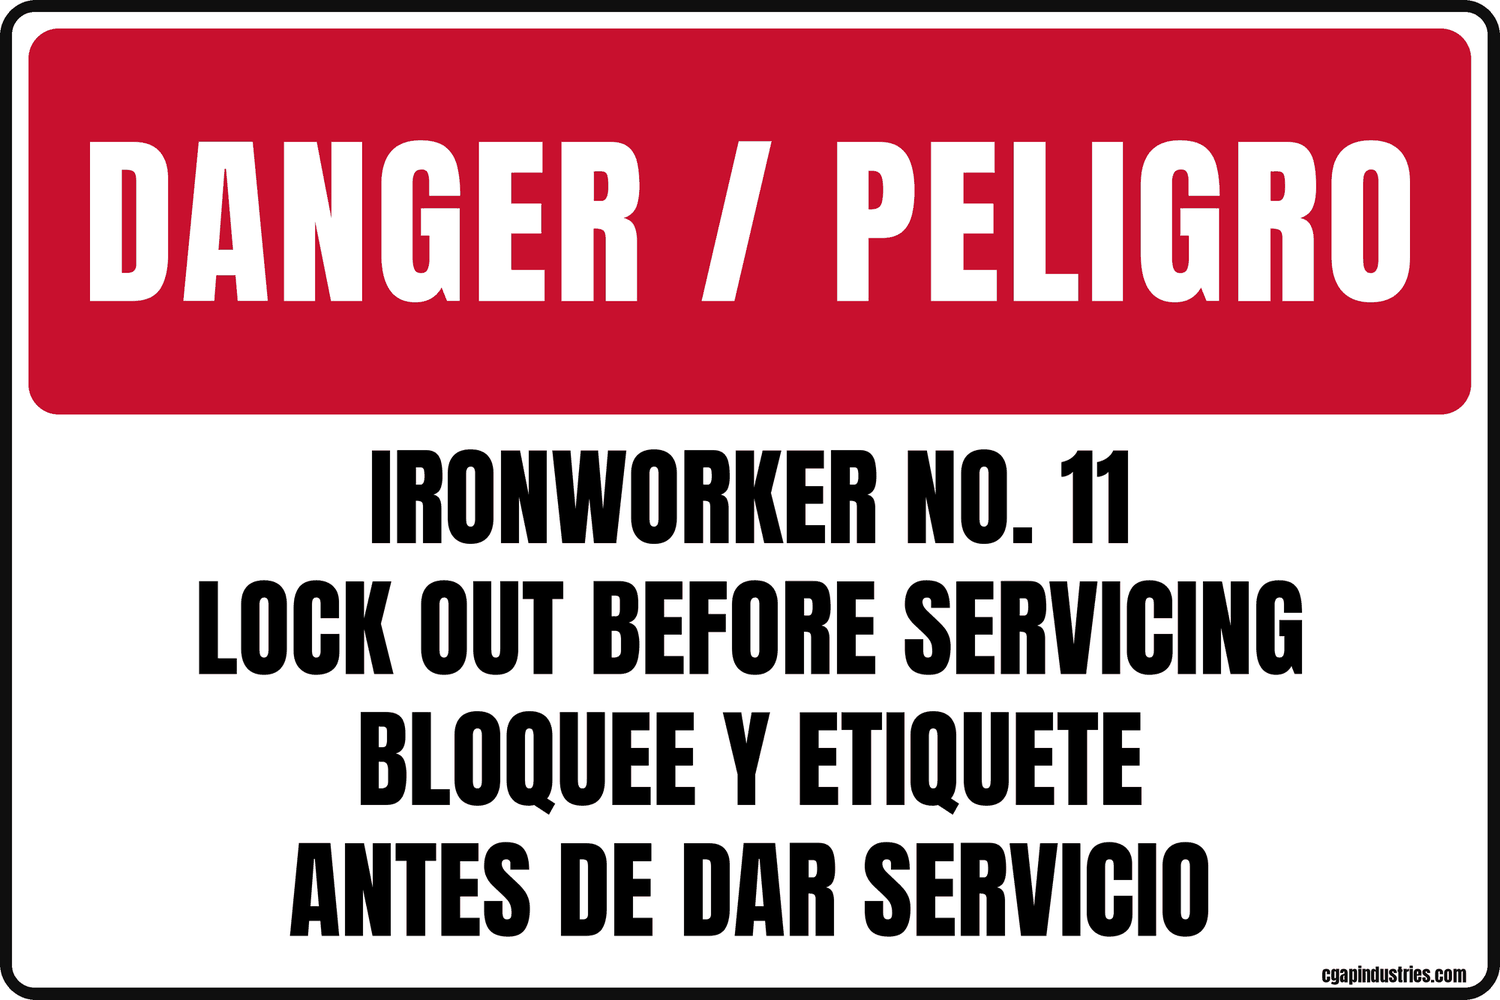 DANGER / PELIGRO
IRONWORKER NO. 11
LOCK OUT BEFORE SERVICING
BLOQUEE Y ETIQUETE
ANTES DE DAR SERVICIO
cgapindustries.com